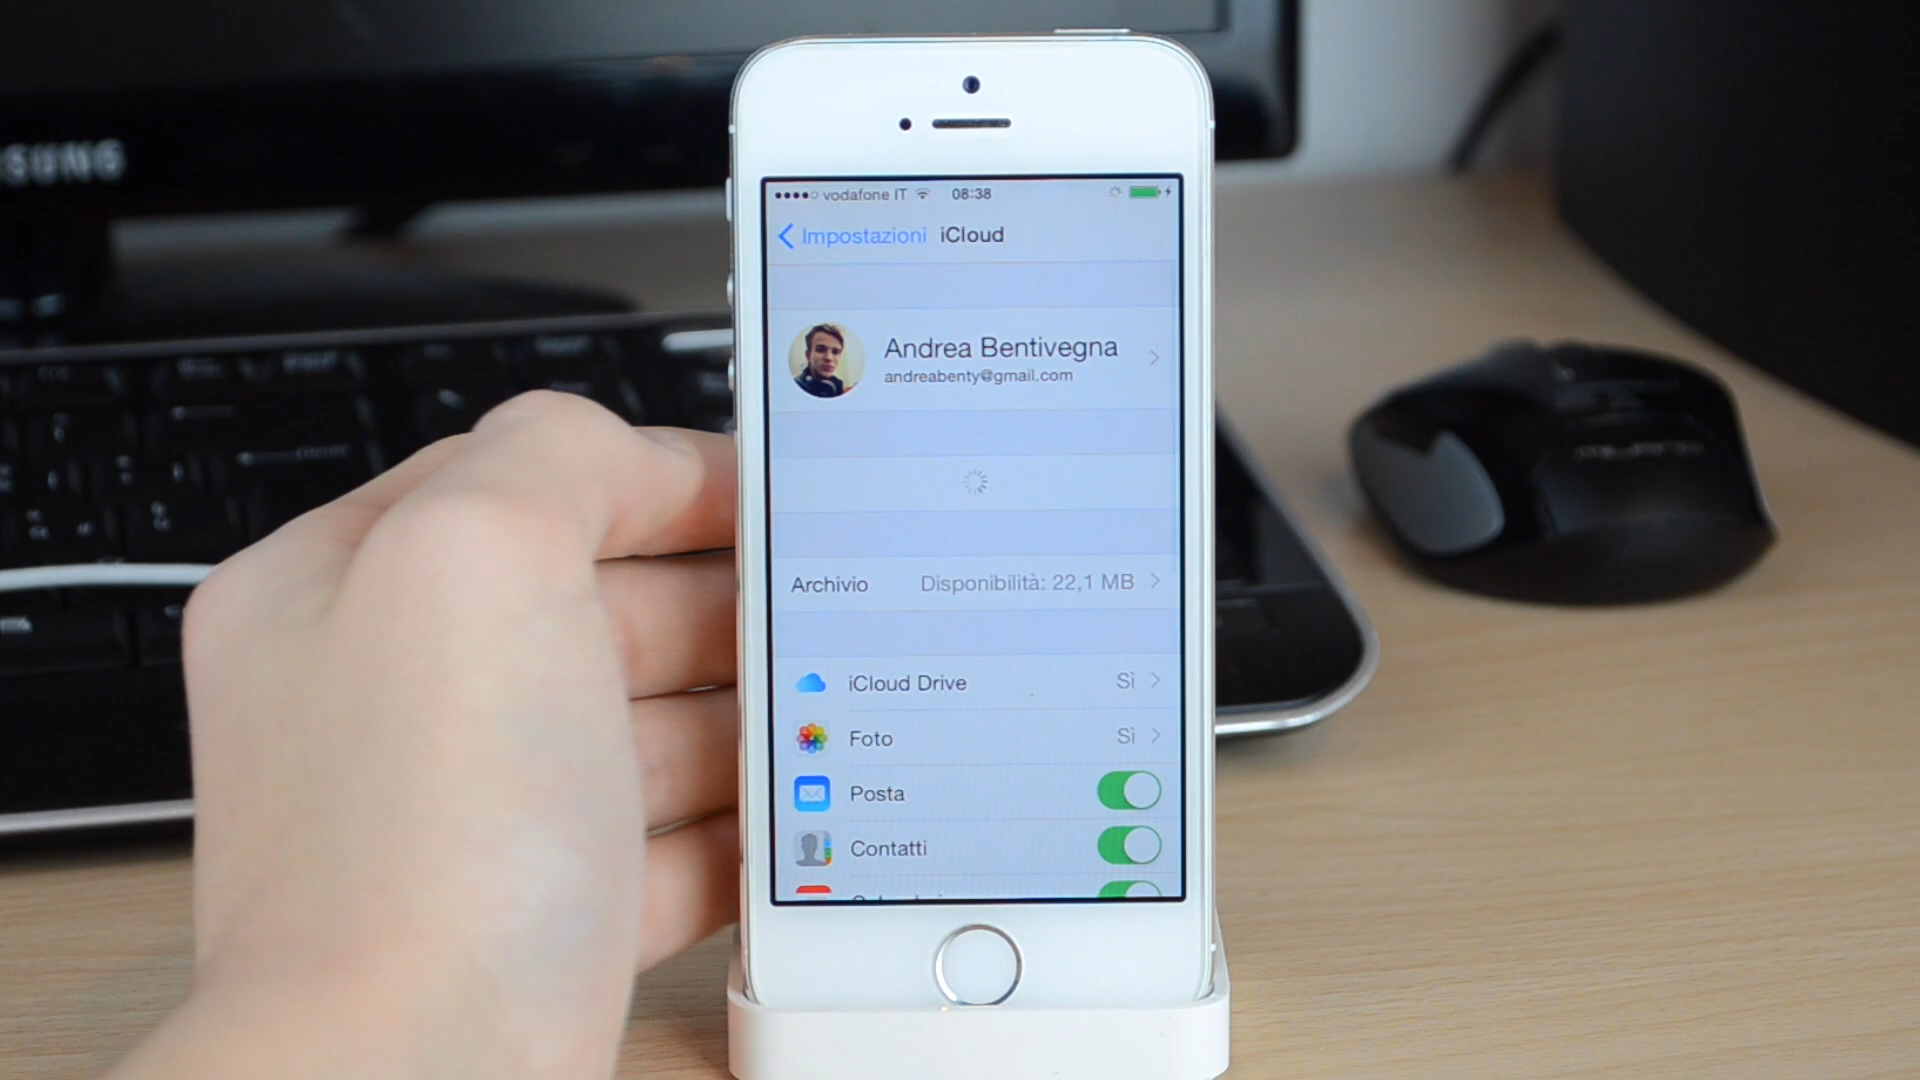 SUNG
vodafone IT 08:38
Impostazioni iCloud
Andrea Bentivegna
andreabenty@gmail.com
Archivio Disponibilità: 22,1 MB
iCloud Drive Sì
Foto Sì
Posta
Contatti